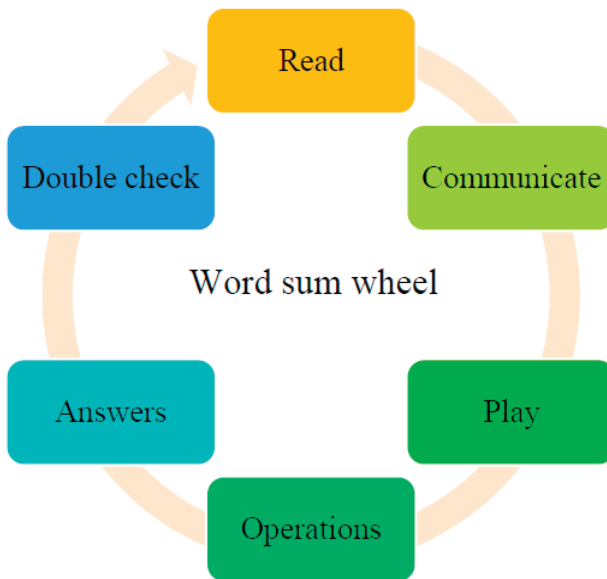 Read
Communicate
Play
Operations
Answers
Double check
Word sum wheel